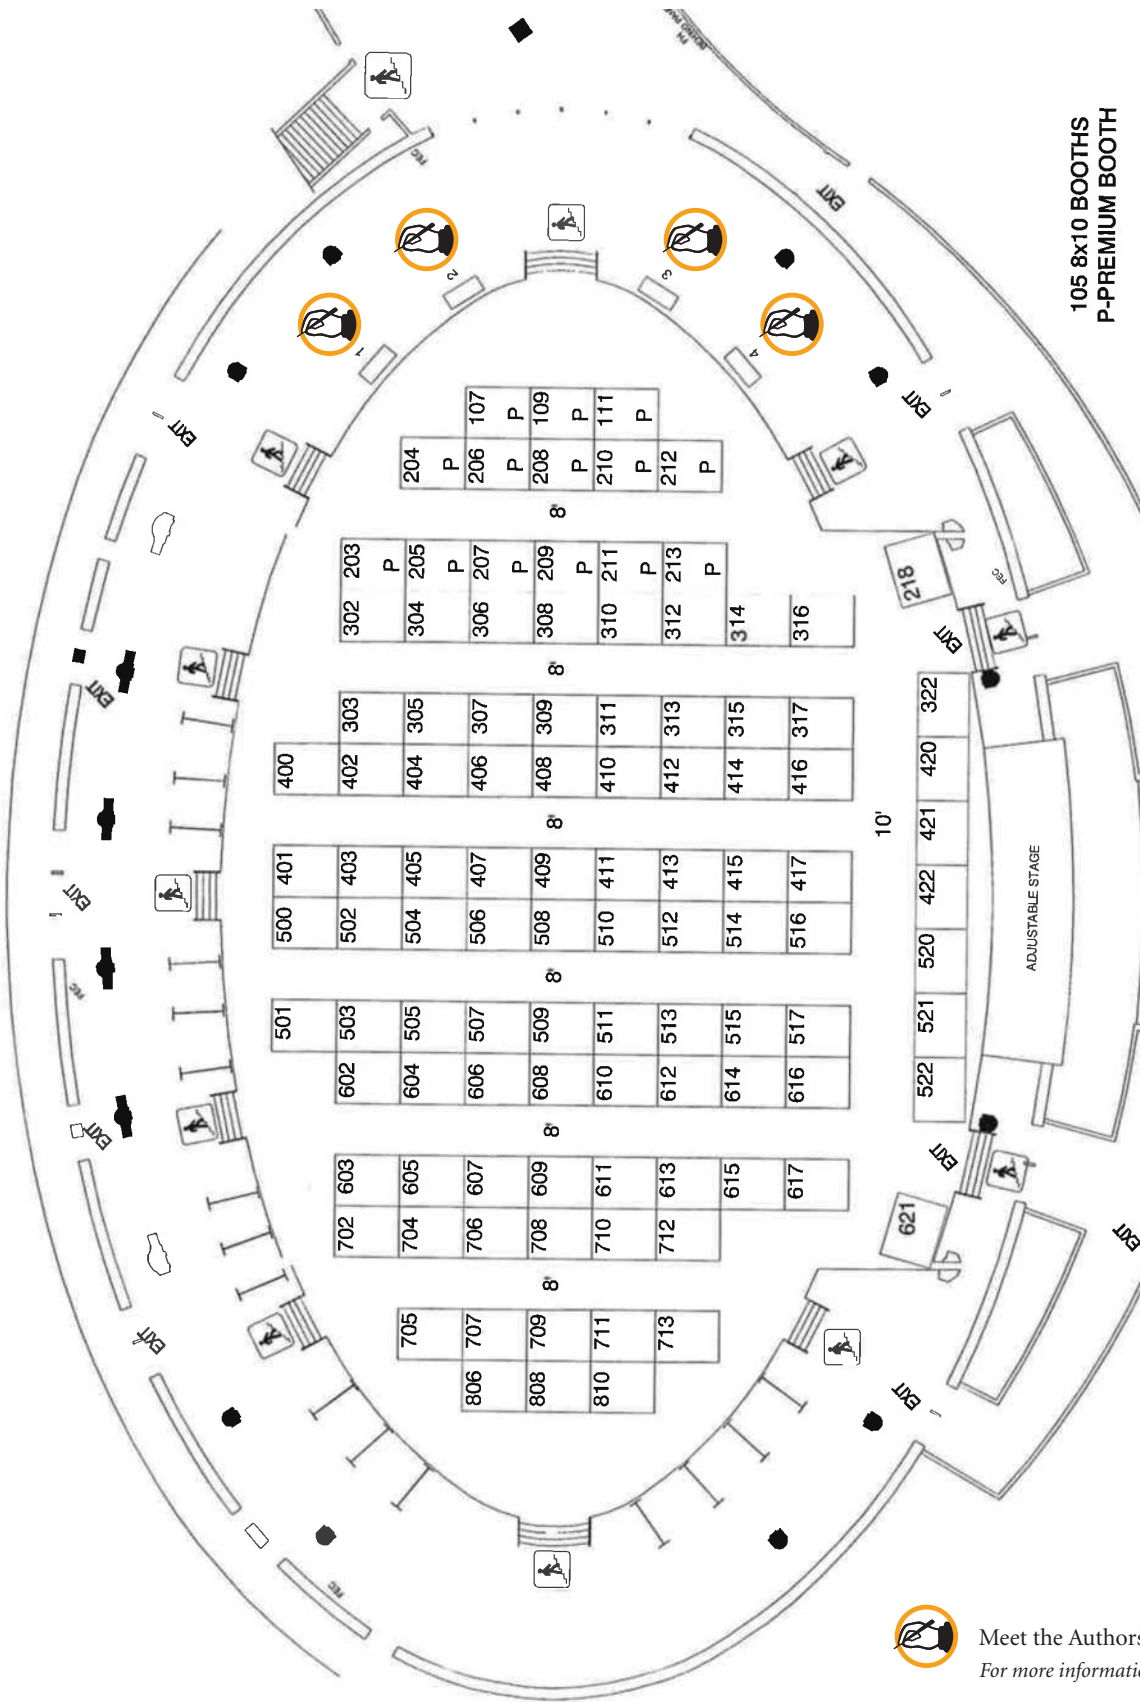 FH
FEC
105 8x10 BOOTHS
P-PREMIUM BOOTH
EXIT
2
3
1
4
EXIT
EXIT
107 P 109 P 111 P
204 P 206 P 208 P 210 P 212 P
8'
203 P 205 P 207 P 209 P 211 P 213 P
302 304 306 308 310 312 314 316
218
FEC
EXIT
EXIT
8'
303 305 307 309 311 313 315 317
400 402 404 406 408 410 412 414 416
322
420
421
422
520
521
522
8'
10'
401 403 405 407 409 411 413 415 417
500 502 504 506 508 510 512 514 516
EXIT
ADJUSTABLE STAGE
8'
FEC
501 503 505 507 509 511 513 515 517
602 604 606 608 610 612 614 616
EXIT
8'
EXIT
603 605 607 609 611 613 615 617
702 704 706 708 710 712
621
EXIT
8'
EXIT
705 707 709 711 713
806 808 810
EXIT
FEC
Meet the Authors
For more informatio